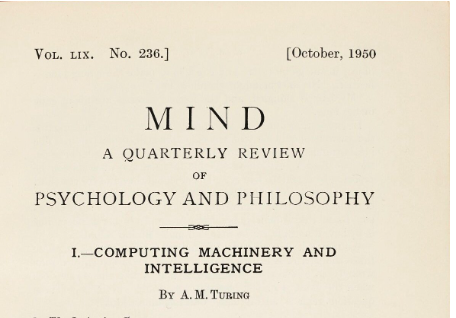 VOL. LIX. No. 236.] [October, 1950
MIND
A QUARTERLY REVIEW
OF
PSYCHOLOGY AND PHILOSOPHY
I.—COMPUTING MACHINERY AND
INTELLIGENCE
BY A. M. TURING